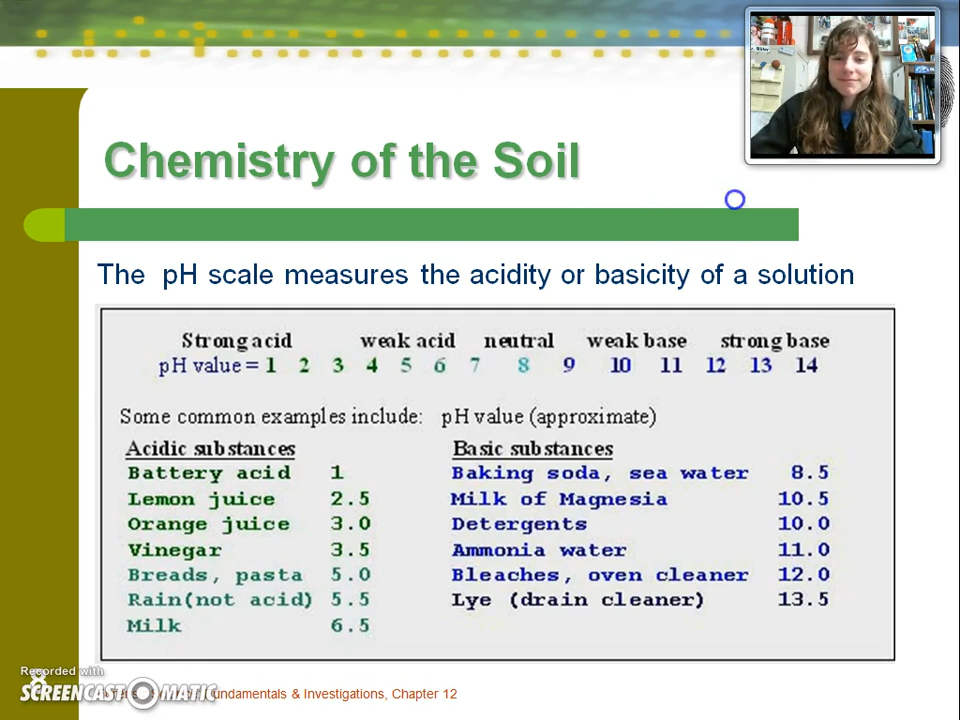 Chemistry of the Soil
The pH scale measures the acidity or basicity of a solution
Strong acid weak acid neutral weak base strong base
pH value = 1 2 3 4 5 6 7 8 9 10 11 12 13 14
Some common examples include: pH value (approximate)
Acidic substances Basic substances
Battery acid 1 Baking soda, sea water 8.5
Lemon juice 2.5 Milk of Magnesia 10.5
Orange juice 3.0 Detergents 10.0
Vinegar 3.5 Ammonia water 11.0
Breads, pasta 5.0 Bleaches, oven cleaner 12.0
Rain(not acid) 5.5 Lye (drain cleaner) 13.5
Milk 6.5
Recorded with
SCREENCAST MATIC
8
Fundamentals & Investigations, Chapter 12